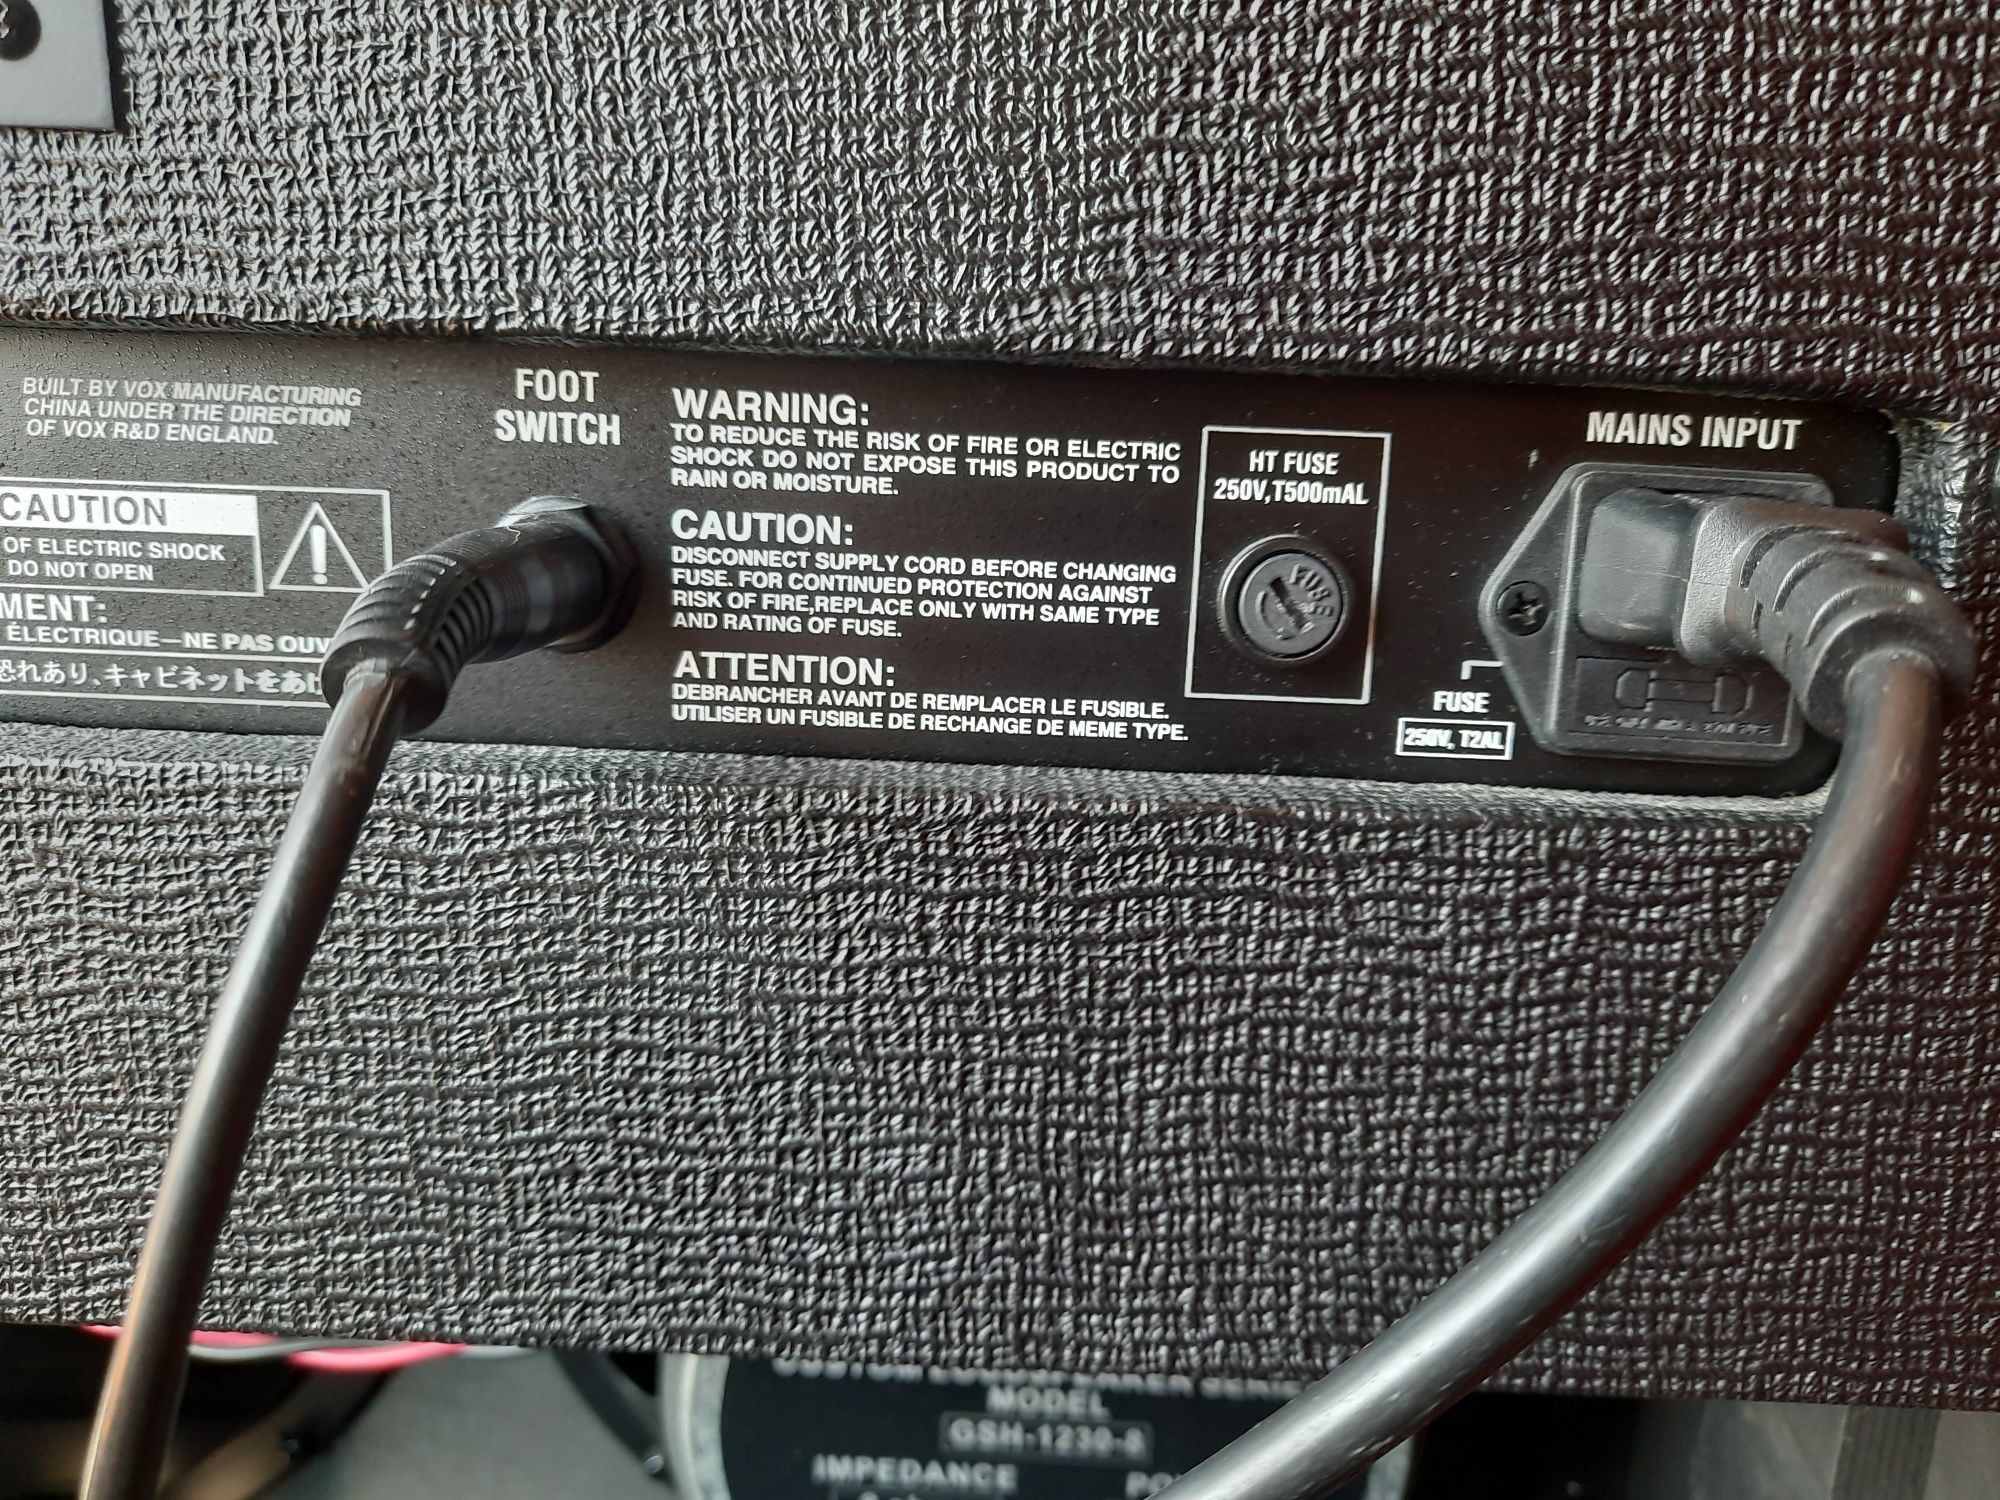 BUILT BY VOX MANUFACTURING
CHINA UNDER THE DIRECTION
OF VOX R&D ENGLAND.
CAUTION
OF ELECTRIC SHOCK
DO NOT OPEN
MENT:
ÉLECTRIQUE—NE PAS OUV
恐れあり、キャビネットをあけ
FOOT
SWITCH
WARNING:
TO REDUCE THE RISK OF FIRE OR ELECTRIC
SHOCK DO NOT EXPOSE THIS PRODUCT TO
RAIN OR MOISTURE.
CAUTION:
DISCONNECT SUPPLY CORD BEFORE CHANGING
FUSE. FOR CONTINUED PROTECTION AGAINST
RISK OF FIRE,REPLACE ONLY WITH SAME TYPE
AND RATING OF FUSE.
ATTENTION:
DEBRANCHER AVANT DE REMPLACER LE FUSIBLE.
UTILISER UN FUSIBLE DE RECHANGE DE MEME TYPE.
HT FUSE
250V,T500mAL
FUSE
MAINS INPUT
FUSE
250V, T2AL
CUSTOM LOUDSPEAKER
MODEL
GSH-1230-8
IMPEDANCE